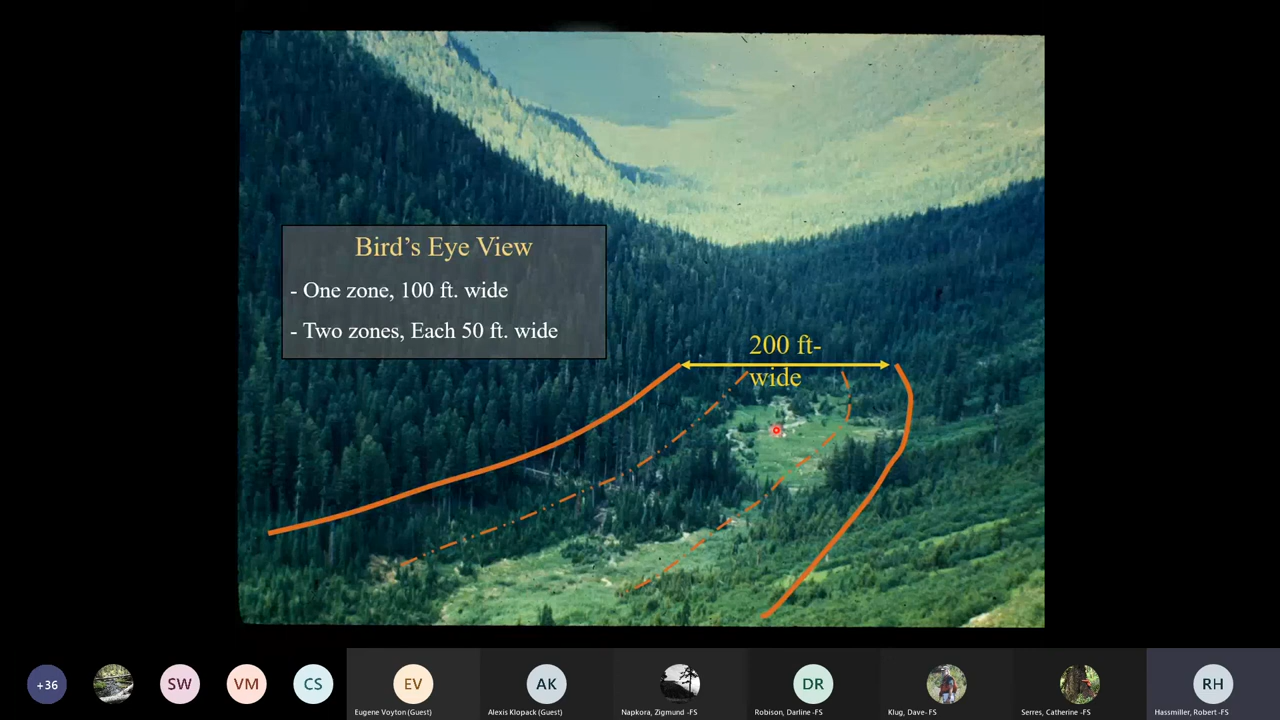 Bird's Eye View
- One zone, 100 ft. wide
- Two zones, Each 50 ft. wide
200 ft-
wide
+36
SW
VM
CS
EV
AK
DR
RH
Eugene Voyton (Guest)
Alexis Klopack (Guest)
Napkora, Zigmund -FS
Robison, Darline -FS
Klug, Dave- FS
Serres, Catherine -FS
Hassmiller, Robert -FS